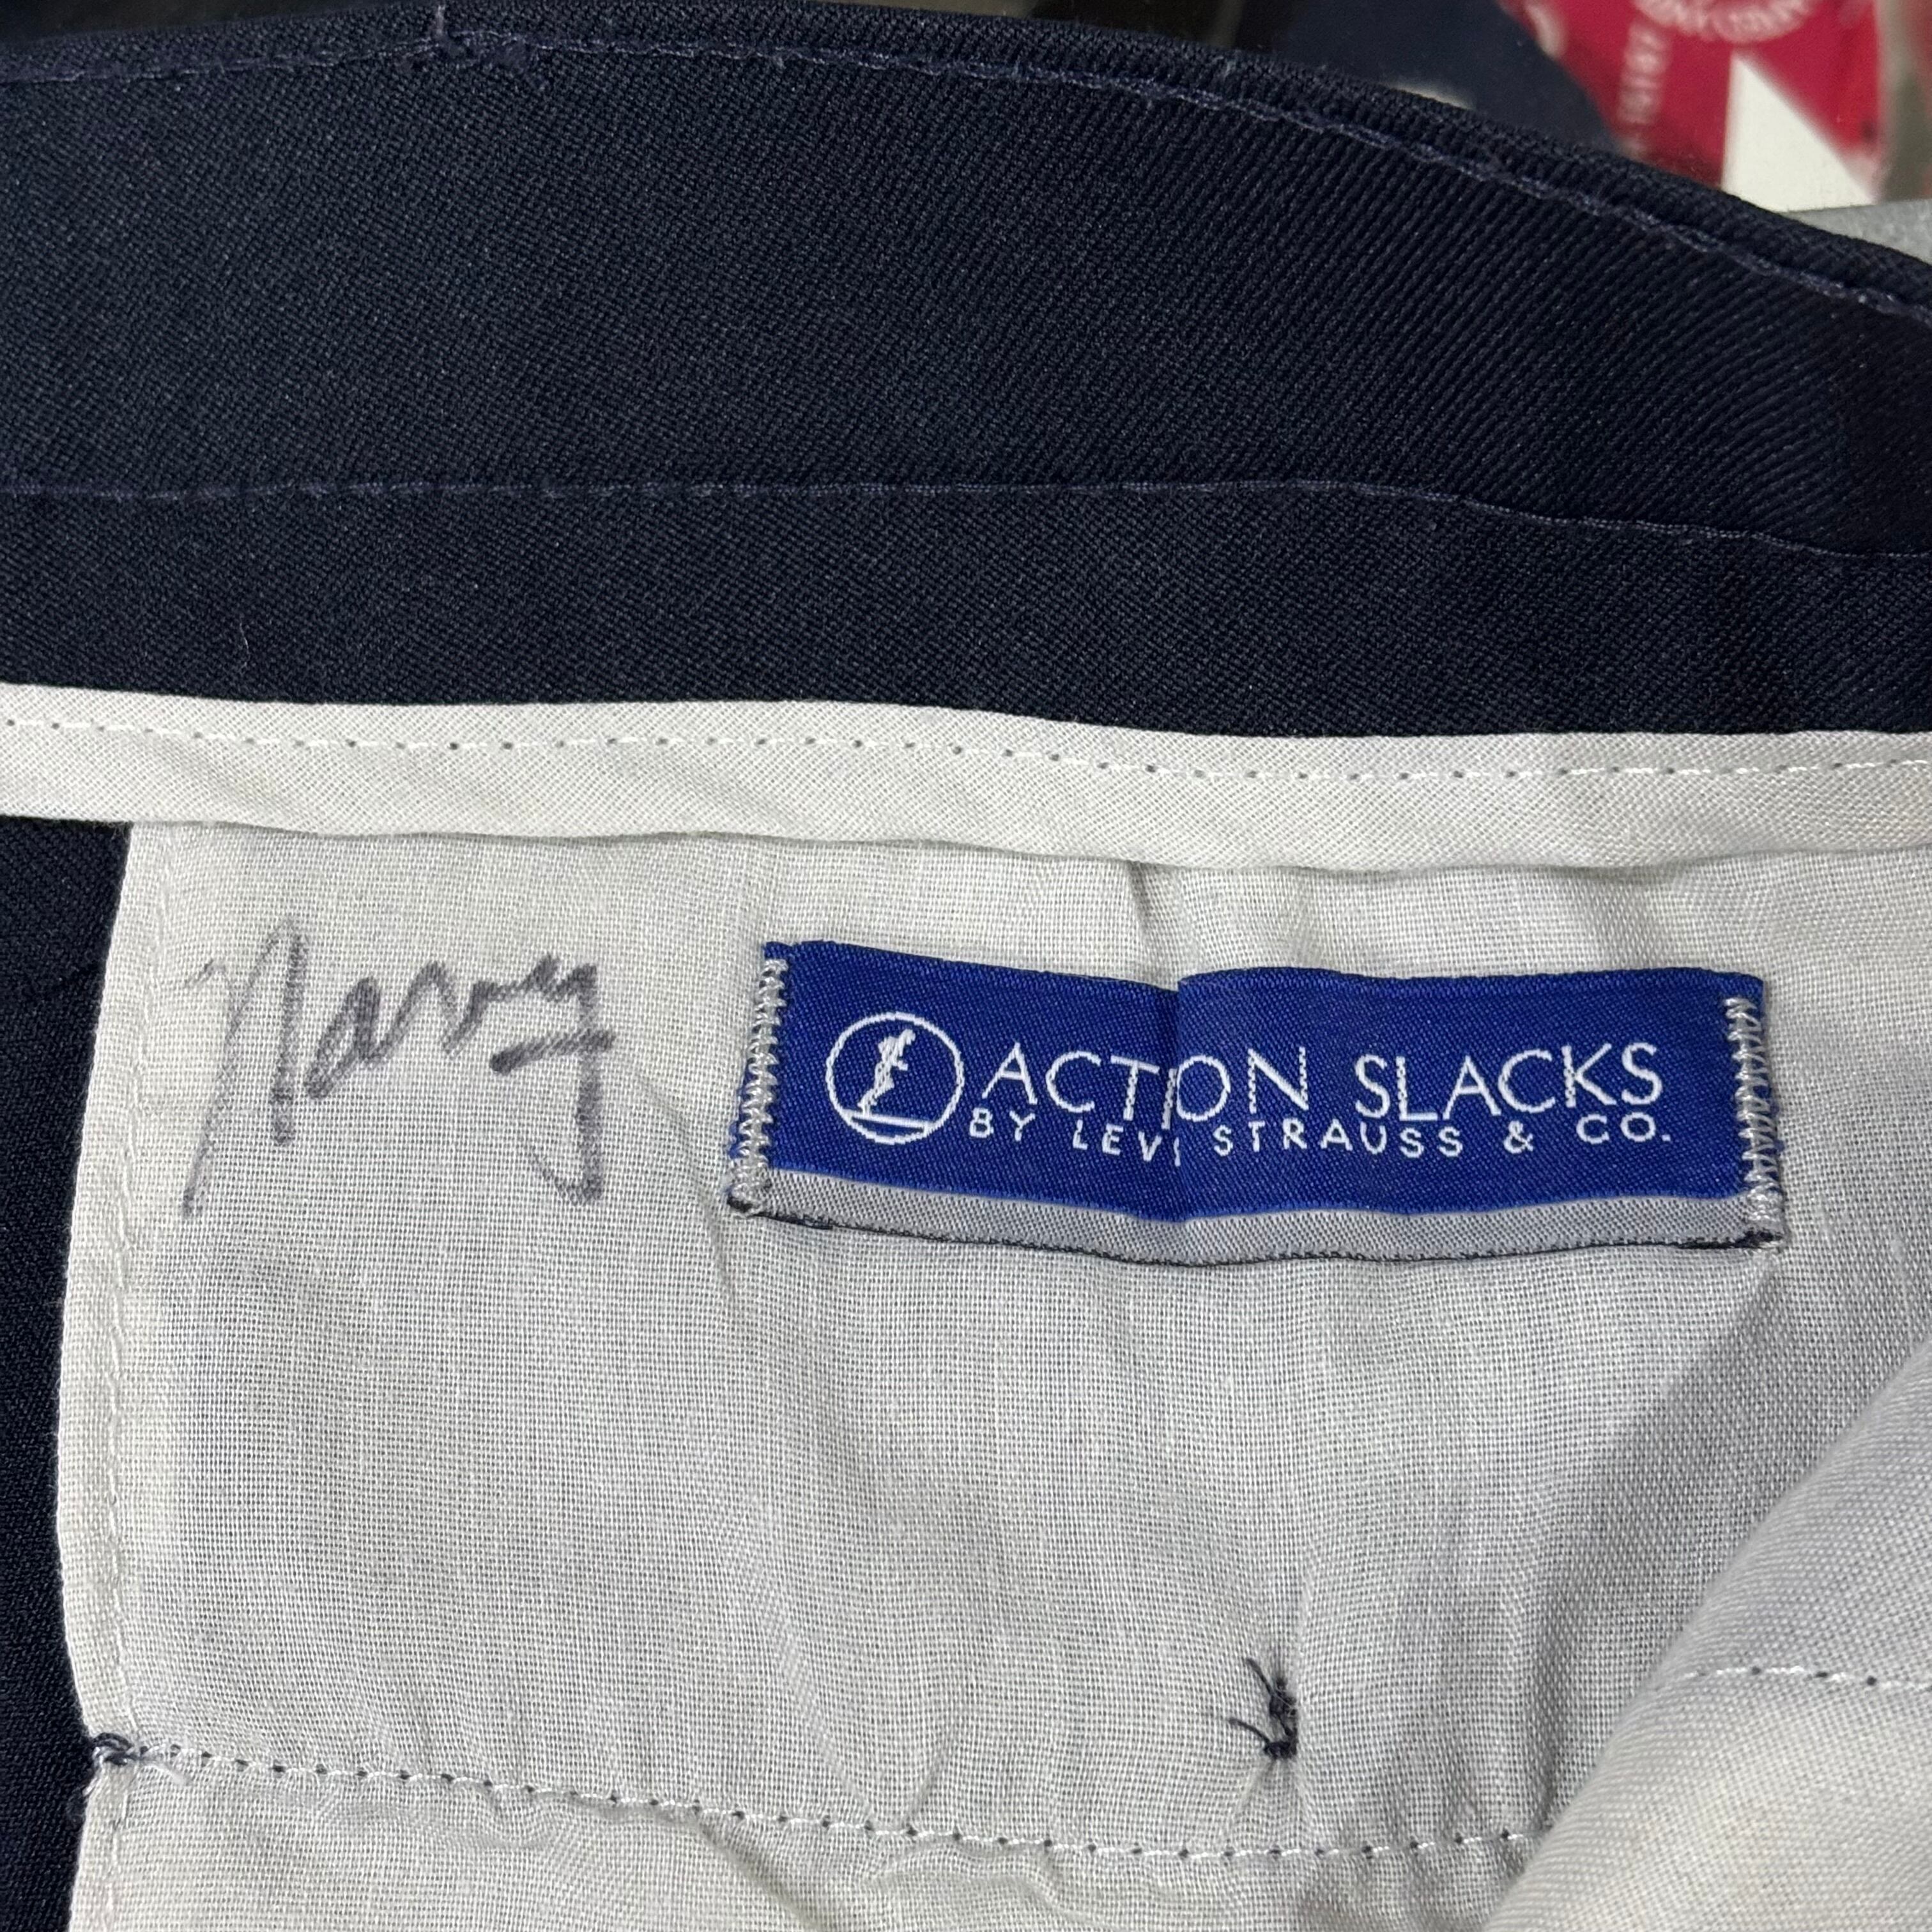 Navy
ACTION SLACKS
BY LEVI STRAUSS & CO.